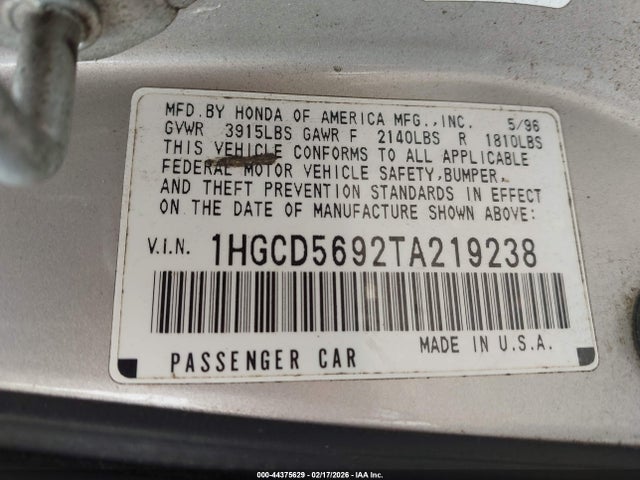 MFD. BY HONDA OF AMERICA MFG., INC. 5/96
GVWR 3915LBS GAWR F 2140LBS R 1810LBS
THIS VEHICLE CONFORMS TO ALL APPLICABLE
FEDERAL MOTOR VEHICLE SAFETY, BUMPER,
AND THEFT PREVENTION STANDARDS IN EFFECT
ON THE DATE OF MANUFACTURE SHOWN ABOVE:
V.I.N. 1HGCD5692TA219238
PASSENGER CAR MADE IN U.S.A.
000-44375629 - 02/17/2026 - IAA Inc.